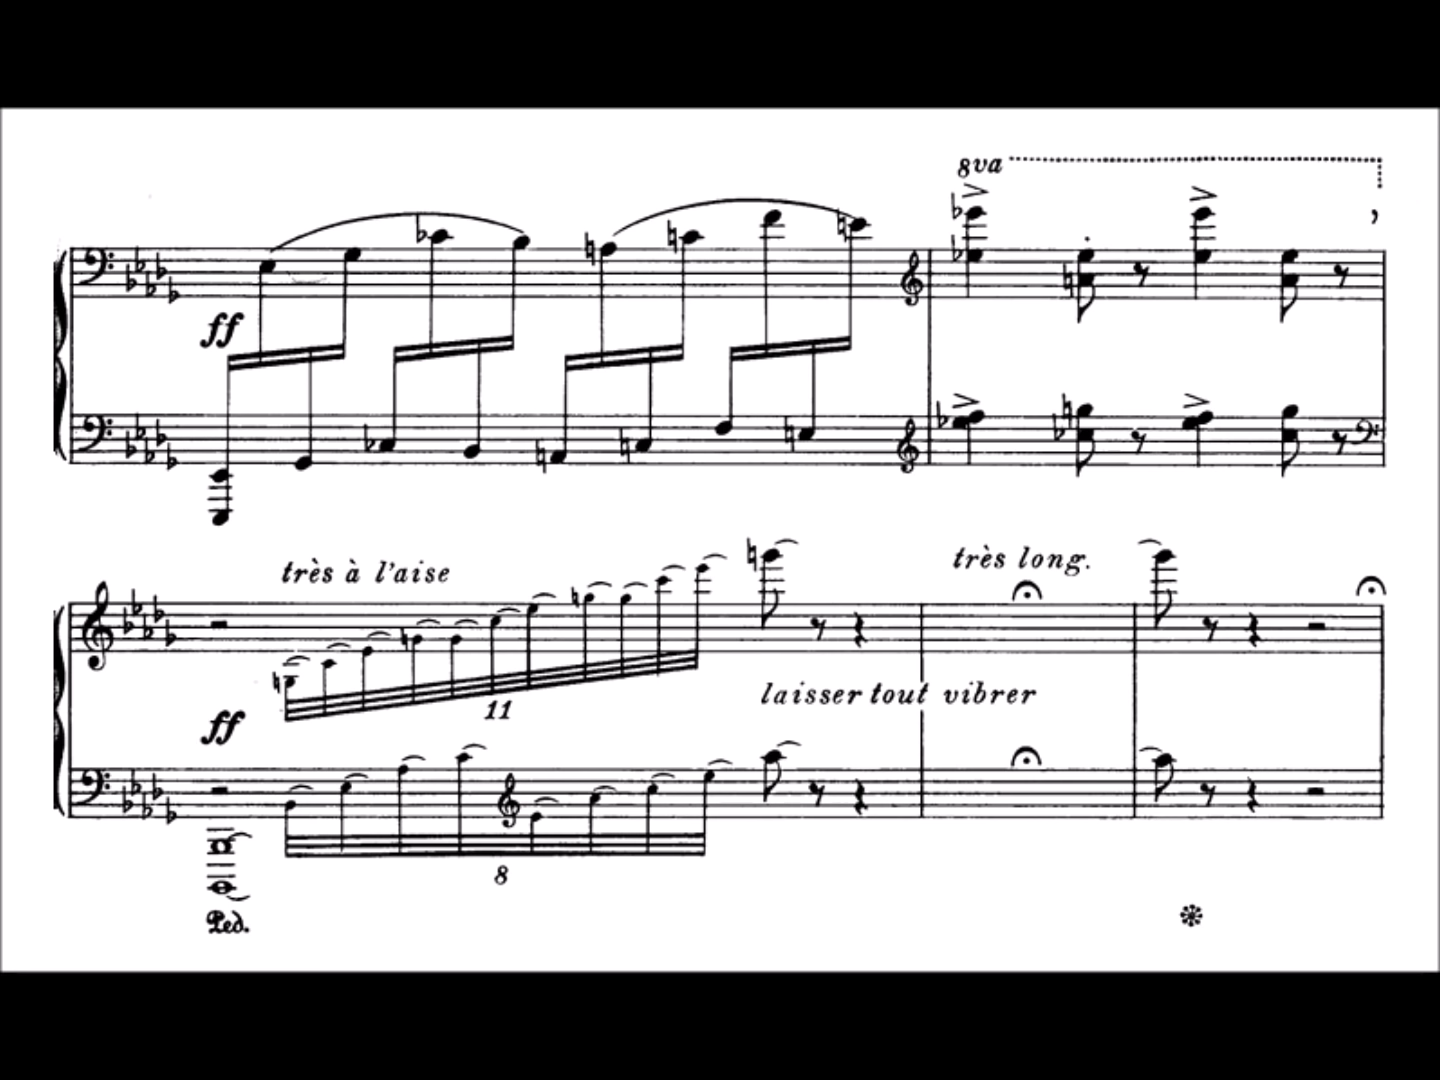 8va
ff
très à l'aise
très long.
ff
11
laisser tout vibrer
8
Ped.